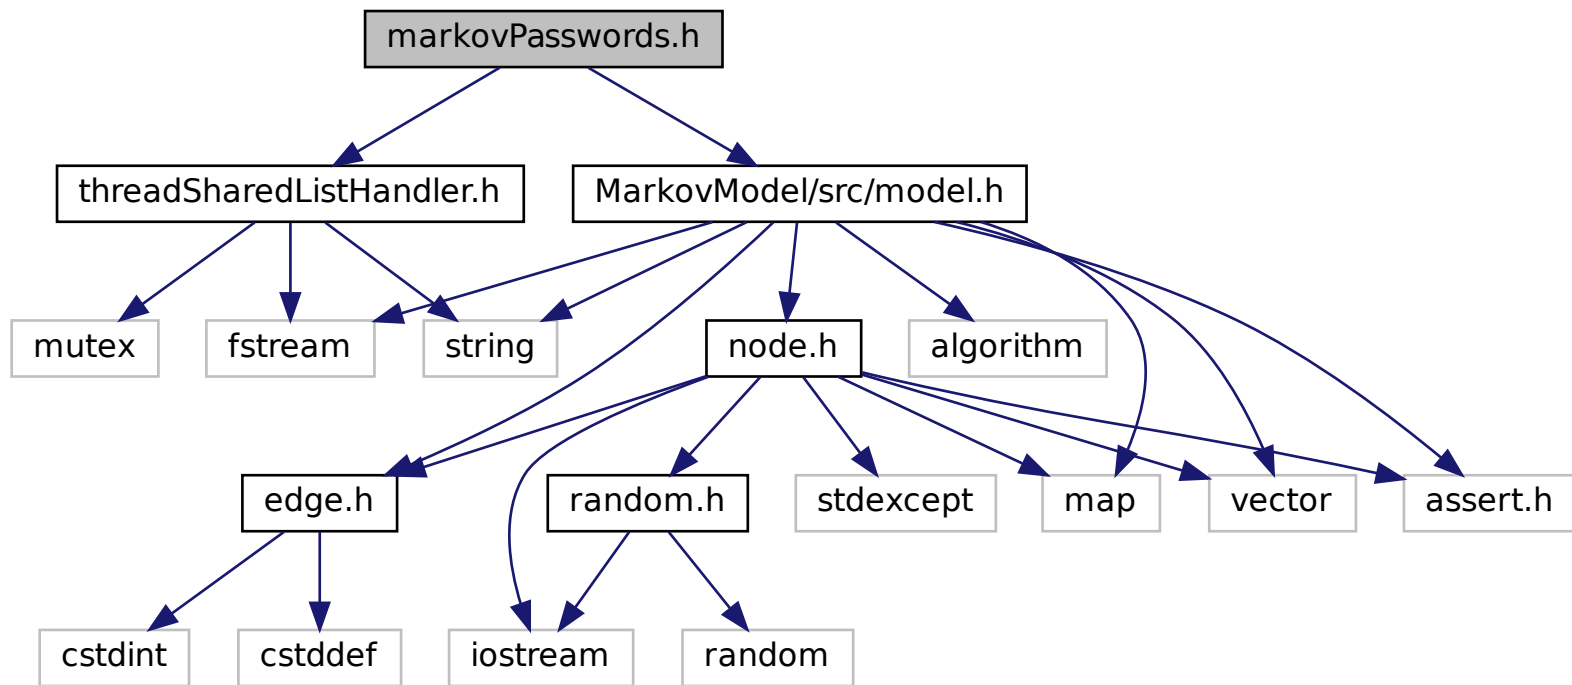 markovPasswords.h
threadSharedListHandler.h
MarkovModel/src/model.h
mutex
fstream
string
node.h
algorithm
edge.h
random.h
stdexcept
map
vector
assert.h
cstdint
cstddef
iostream
random